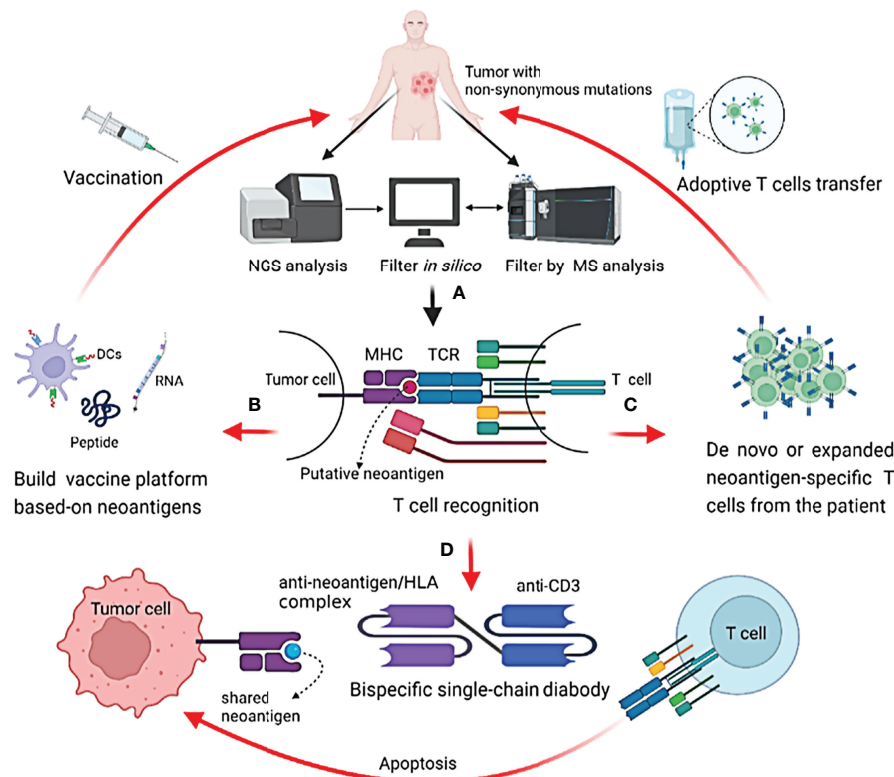 Tumor with
non-synonymous mutations
Vaccination
Adoptive T cells transfer
NGS analysis
Filter in silico
Filter by MS analysis
A
MHC
TCR
Tumor cell
T cell
DCs
RNA
Peptide
B
C
Putative neoantigen
Build vaccine platform
based-on neoantigens
T cell recognition
De novo or expanded
neoantigen-specific T
cells from the patient
D
anti-neoantigen/HLA
complex
anti-CD3
Tumor cell
T cell
shared
neoantigen
Bispecific single-chain diabody
Apoptosis